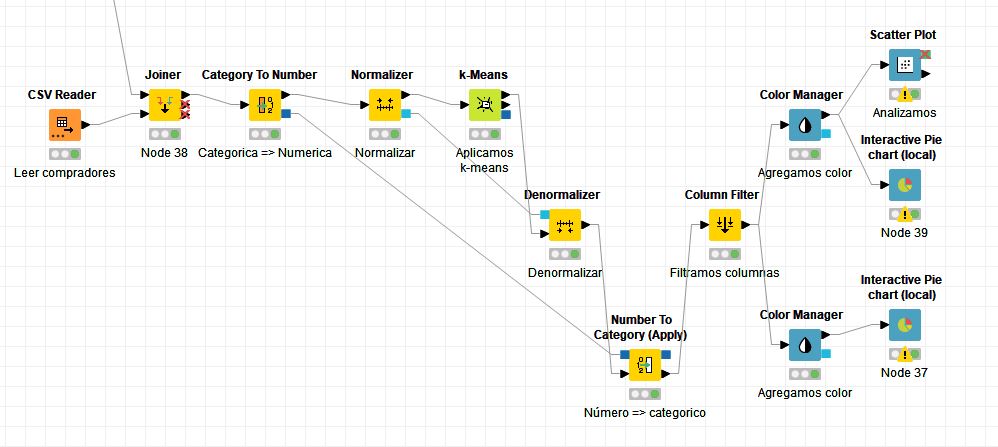 Scatter Plot
Analizamos
CSV Reader
Leer compradores
Joiner
Node 38
Category To Number
Categorica => Numerica
Normalizer
Normalizar
k-Means
Aplicamos
k-means
Denormalizer
Denormalizar
Number To
Category (Apply)
Número => categorico
Column Filter
Filtramos columnas
Color Manager
Agregamos color
Interactive Pie
chart (local)
Node 39
Color Manager
Agregamos color
Interactive Pie
chart (local)
Node 37